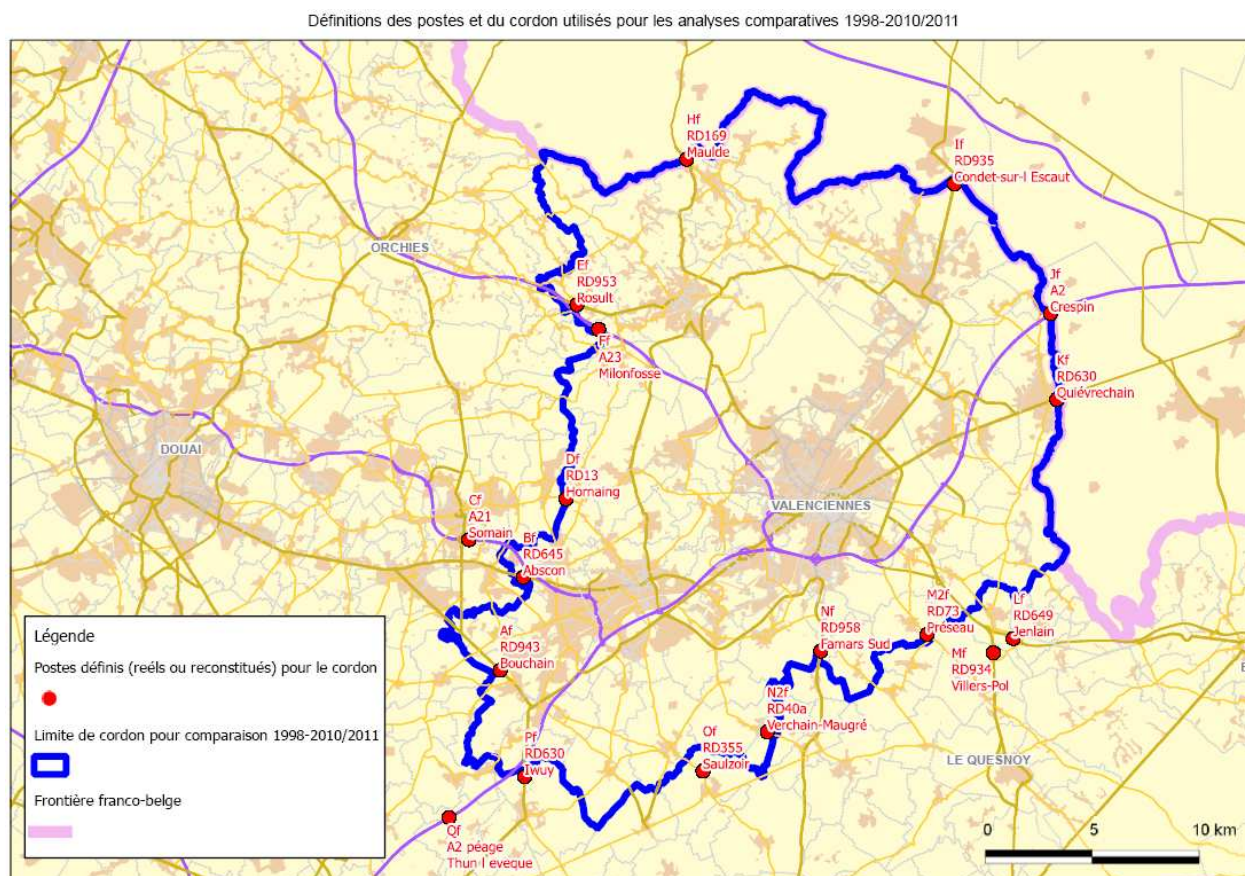 Définitions des postes et du cordon utilisés pour les analyses comparatives 1998-2010/2011
Hf
RD169
Maulde
If
RD935
Condet-sur-l Escaut
ORCHIES
Ef
RD953
Rosult
Jf
A2
Crespin
Ff
A23
Milonfosse
Kf
RD630
Quiévrechain
DOUAI
Df
RD13
Hornaing
VALENCIENNES
Cf
A21
Somain
Bf
RD645
Abscon
Légende
Postes définis (reéls ou reconstitués) pour le cordon
Limite de cordon pour comparaison 1998-2010/2011
Frontière franco-belge
Af
RD943
Bouchain
Nf
RD958
Famars Sud
M2f
RD73
Préseau
Lf
RD649
Jenlain
Mf
RD934
Villers-Pol
N2f
RD40a
Verchain-Maugré
Of
RD355
Saulzoir
Pf
RD630
Iwuy
LE QUESNOY
Qf
A2 péage
Thun l eveque
0 5 10 km